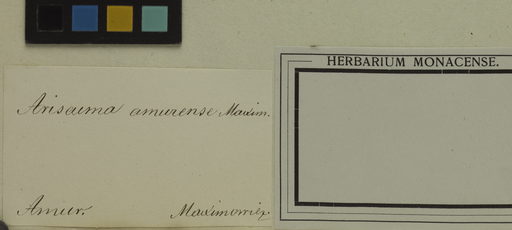 Arisaema amurense Maxim.
Amur. Maximowicz
HERBARIUM MONACENSE.